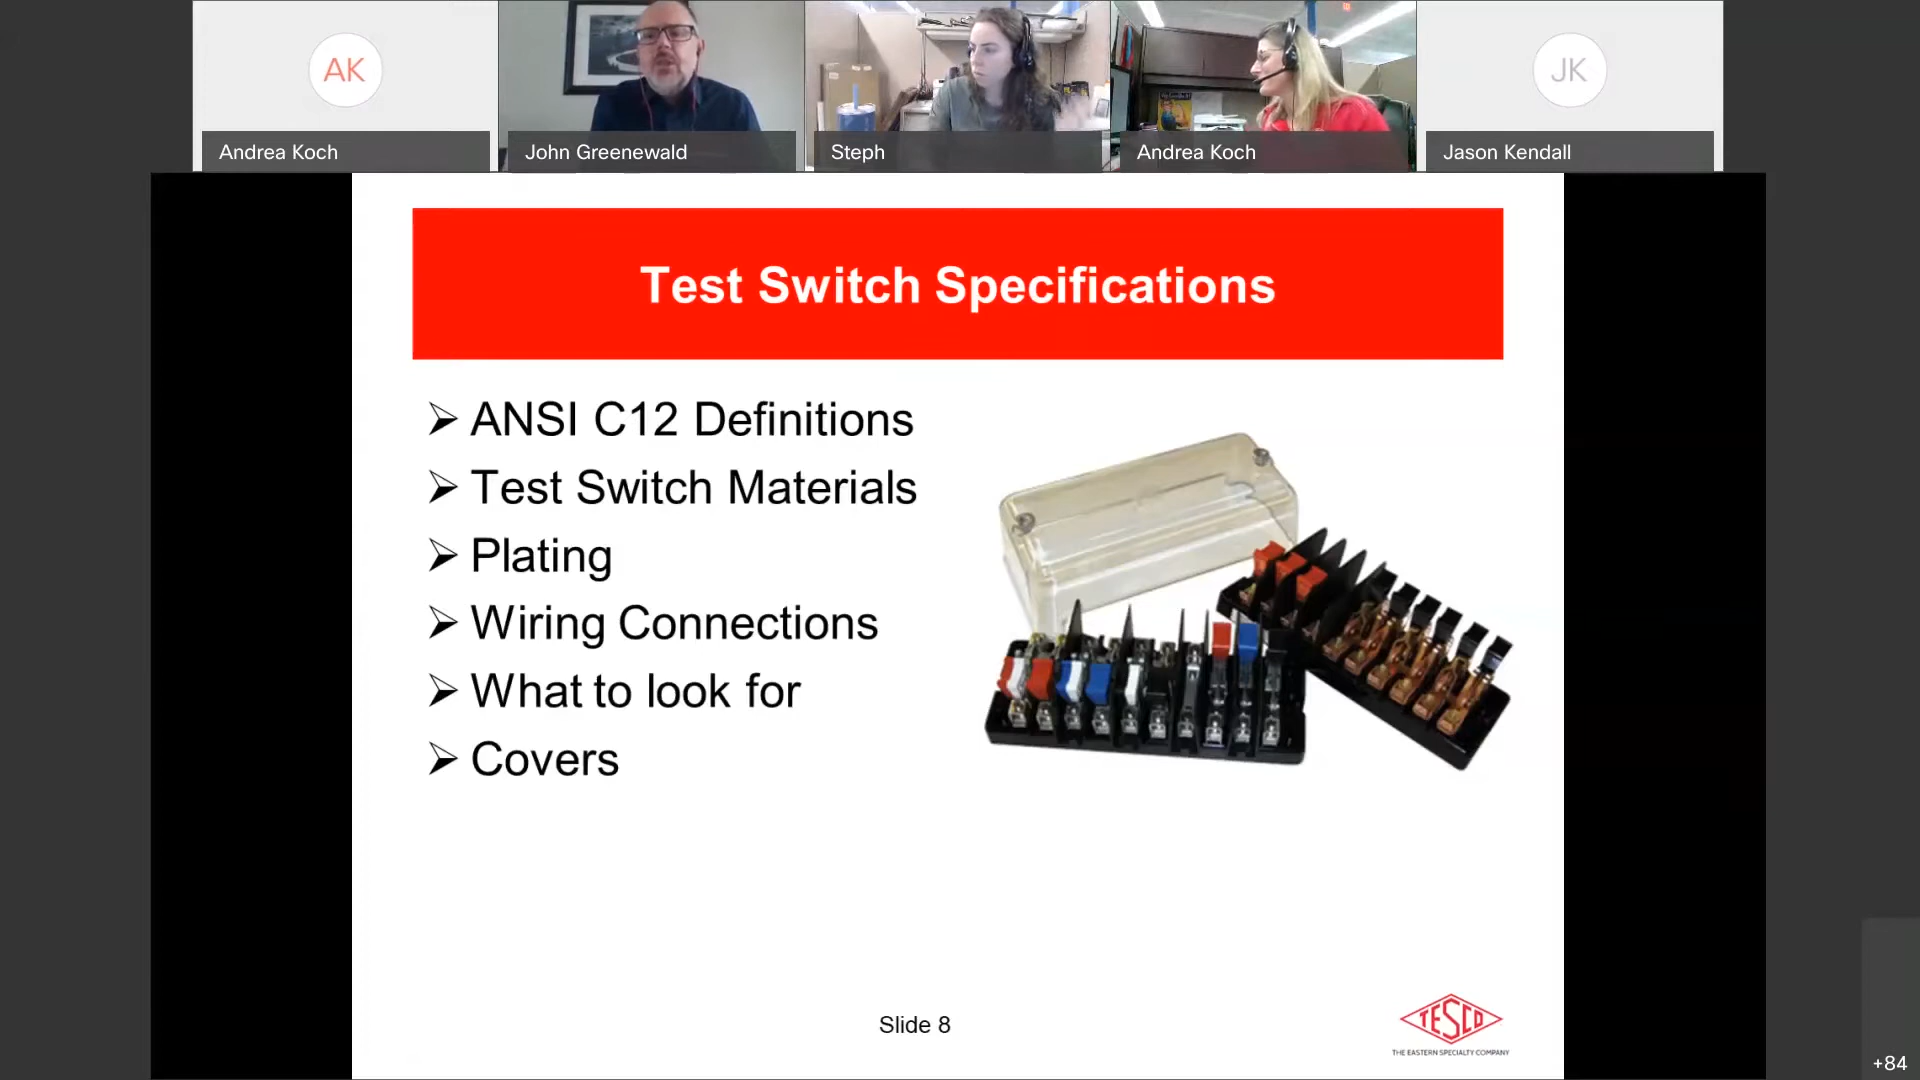 AK
JK
Andrea Koch
John Greenewald
Steph
Andrea Koch
Jason Kendall
Test Switch Specifications
➢ ANSI C12 Definitions
➢ Test Switch Materials
➢ Plating
➢ Wiring Connections
➢ What to look for
➢ Covers
Slide 8
TESCO
THE EASTERN SPECIALTY COMPANY
+84